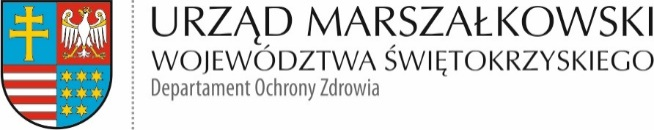 URZĄD MARSZAŁKOWSKI
WOJEWÓDZTWA ŚWIĘTOKRZYSKIEGO
Departament Ochrony Zdrowia